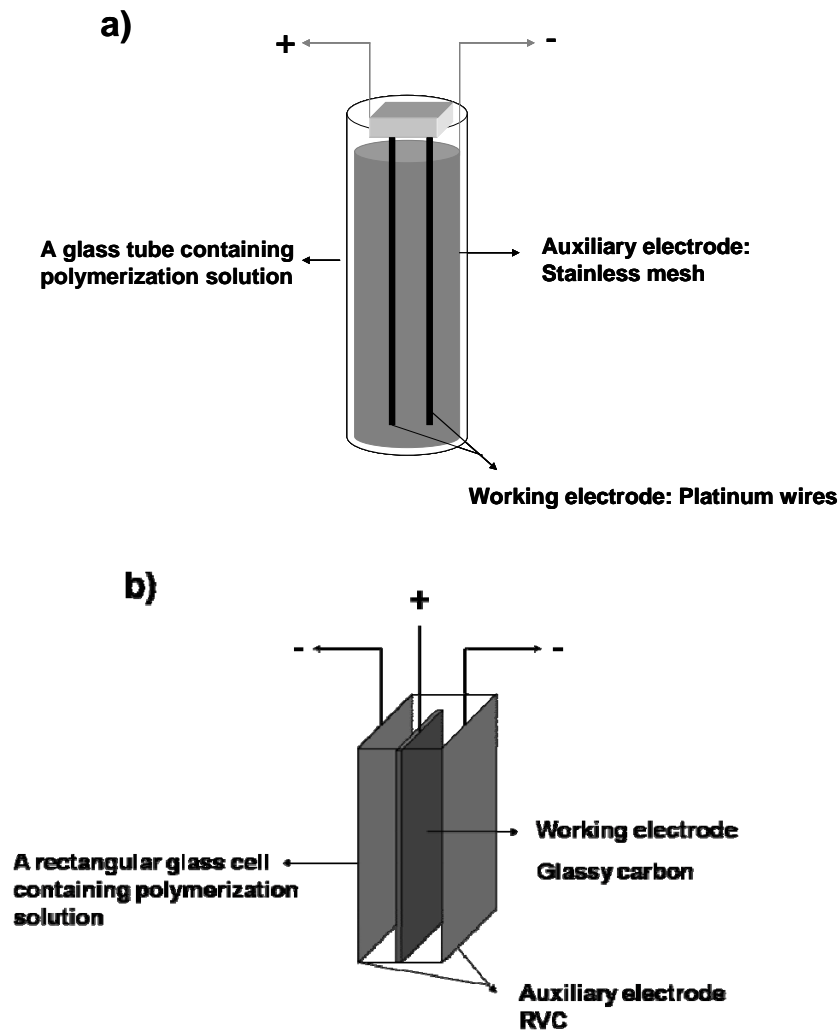 a)
+ -
A glass tube containing
polymerization solution
Auxiliary electrode:
Stainless mesh
Working electrode: Platinum wires
b)
+
- -
Working electrode
Glassy carbon
A rectangular glass cell
containing polymerization
solution
Auxiliary electrode
RVC